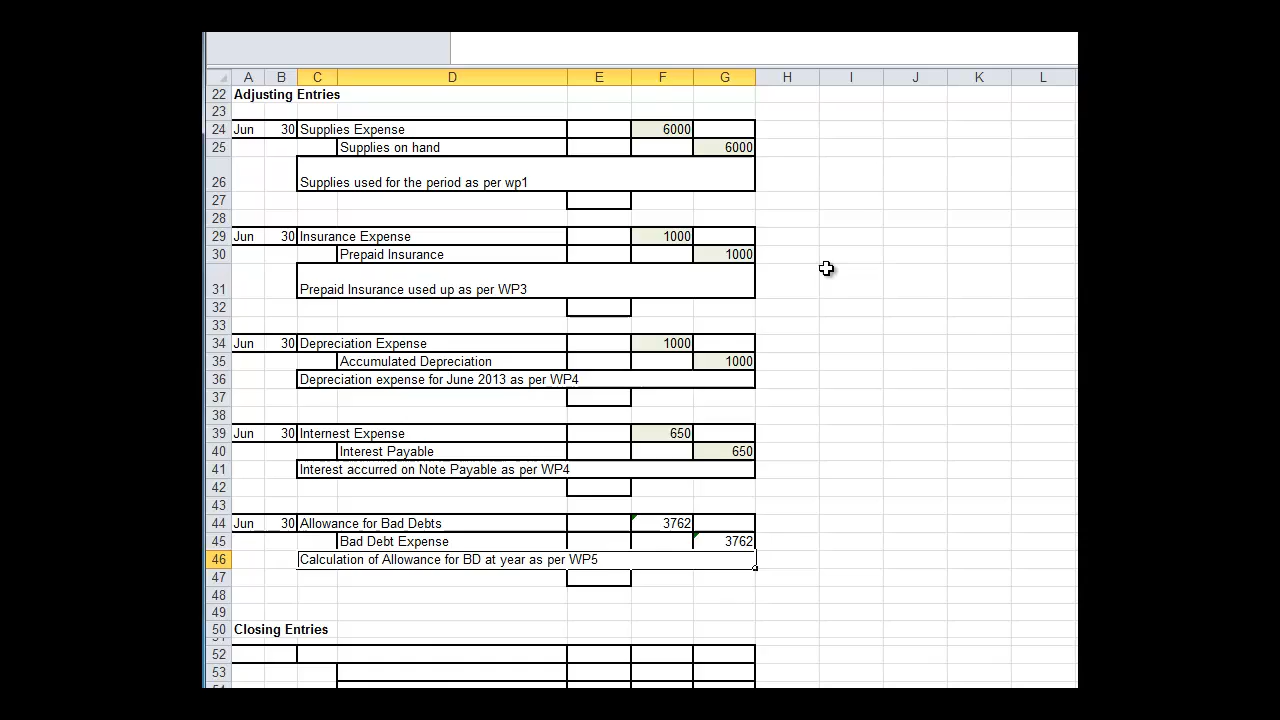 A B C D E F G H I J K L
22 Adjusting Entries
23
24 Jun 30 Supplies Expense 6000
25 Supplies on hand 6000
26 Supplies used for the period as per wp1
27
28
29 Jun 30 Insurance Expense 1000
30 Prepaid Insurance 1000
31 Prepaid Insurance used up as per WP3
32
33
34 Jun 30 Depreciation Expense 1000
35 Accumulated Depreciation 1000
36 Depreciation expense for June 2013 as per WP4
37
38
39 Jun 30 Internest Expense 650
40 Interest Payable 650
41 Interest accurred on Note Payable as per WP4
42
43
44 Jun 30 Allowance for Bad Debts 3762
45 Bad Debt Expense 3762
46 Calculation of Allowance for BD at year as per WP5
47
48
49
50 Closing Entries
52
53